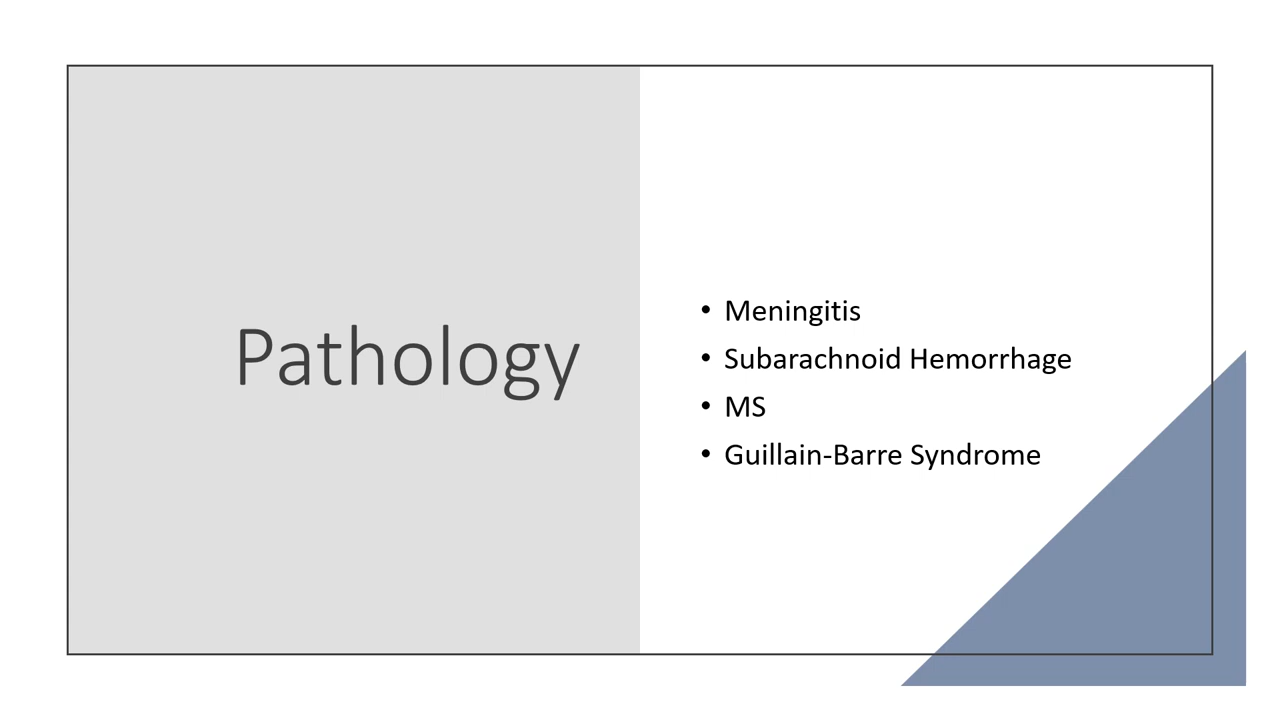 Pathology
• Meningitis
• Subarachnoid Hemorrhage
• MS
• Guillain-Barre Syndrome